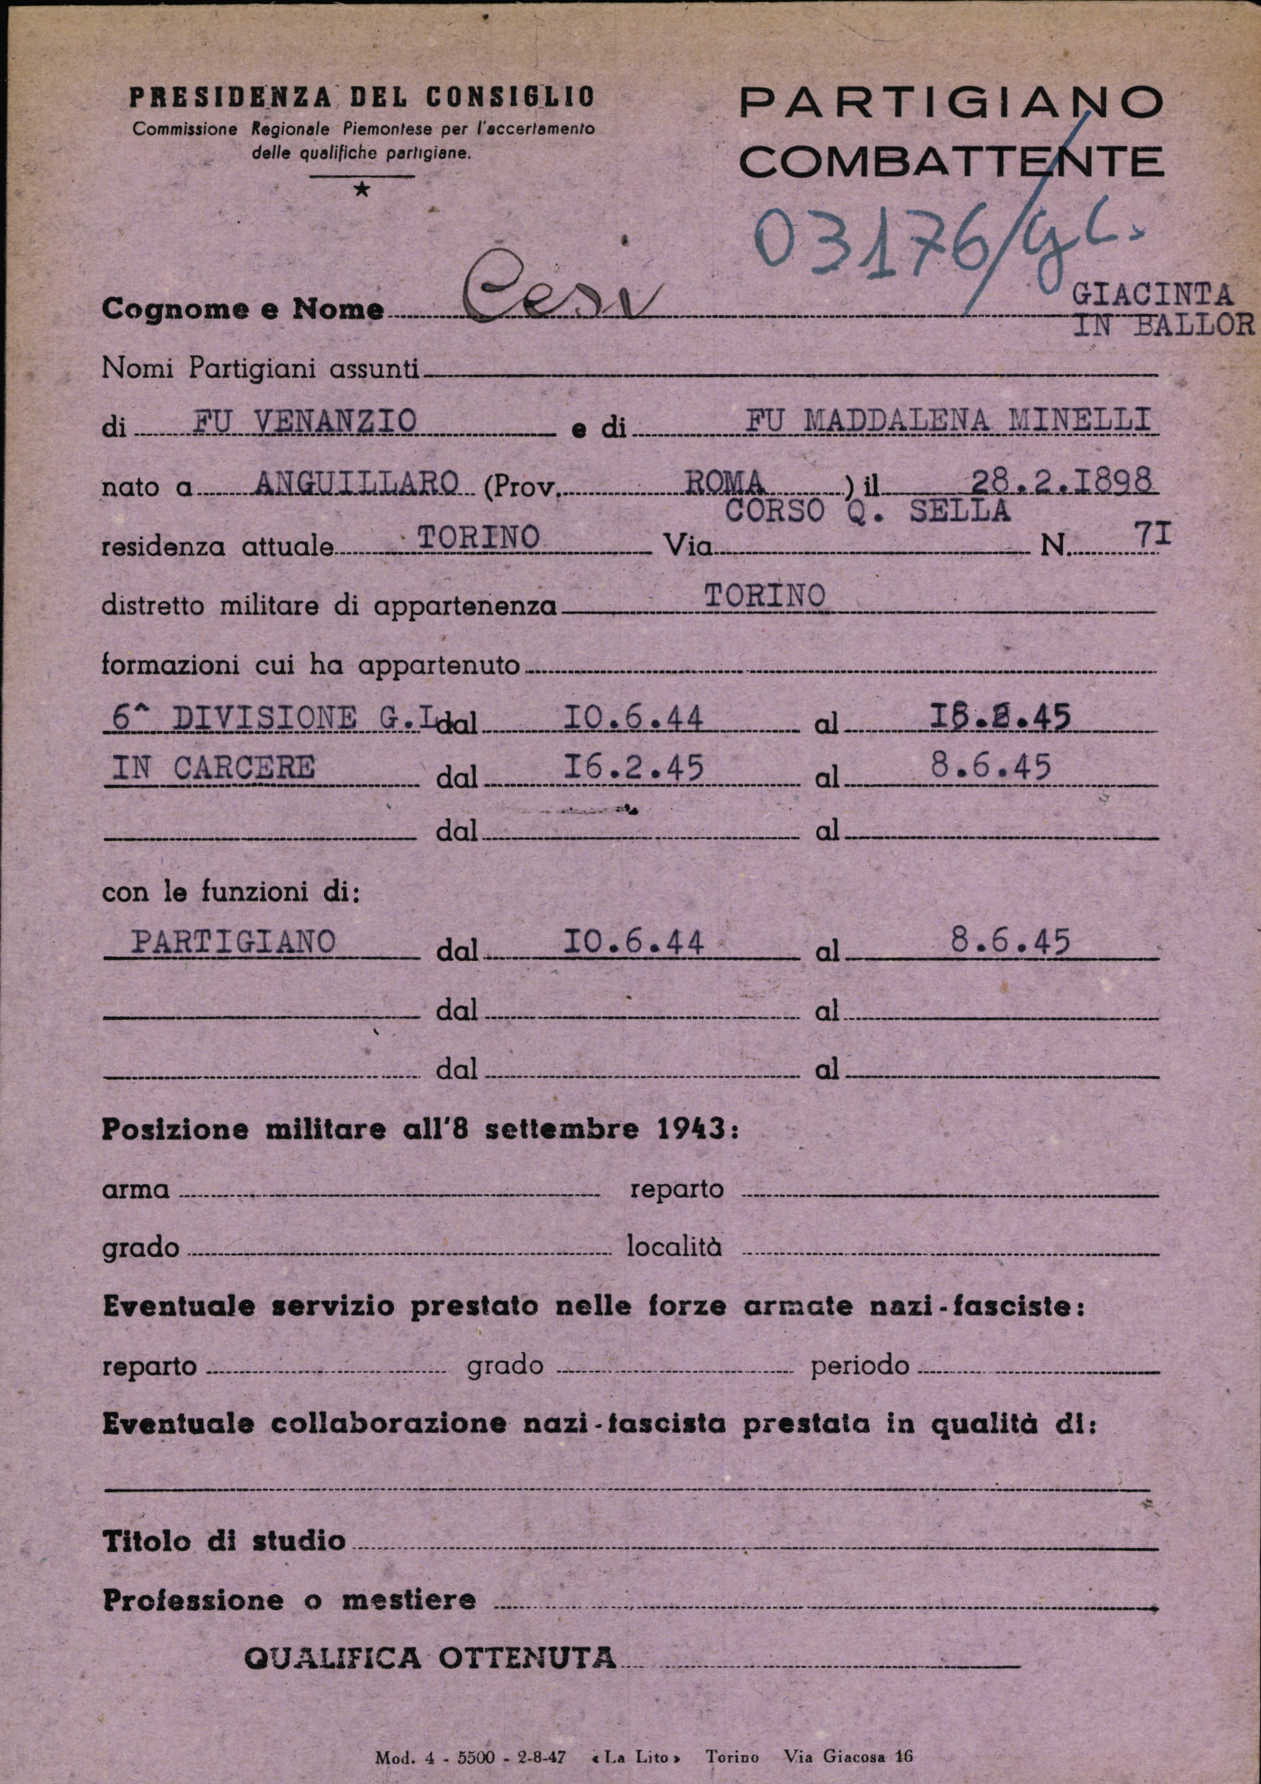 PRESIDENZA DEL CONSIGLIO
Commissione Regionale Piemontese per l'accertamento
delle qualifiche partigiane.
PARTIGIANO
COMBATTENTE
03176/gl.
Cognome e Nome Cesi GIACINTA
IN BALLOR
Nomi Partigiani assunti
di FU VENANZIO e di FU MADDALENA MINELLI
nato a ANGUILLARO (Prov. ROMA ) il 28.2.I898
residenza attuale TORINO Via CORSO Q. SELLA N. 7I
distretto militare di appartenenza TORINO
formazioni cui ha appartenuto
6^ DIVISIONE G.L. dal I0.6.44 al .2.45
IN CARCERE dal I6.2.45 al 8.6.45
dal al
con le funzioni di:
PARTIGIANO dal I0.6.44 al 8.6.45
dal al
dal al
Posizione militare all'8 settembre 1943:
arma reparto
grado località
Eventuale servizio prestato nelle forze armate nazi-fasciste:
reparto grado periodo
Eventuale collaborazione nazi-fascista prestata in qualità di:
Titolo di studio
Professione o mestiere
QUALIFICA OTTENUTA
Mod. 4 - 5500 - 2-8-47 «La Lito» Torino Via Giacosa 16